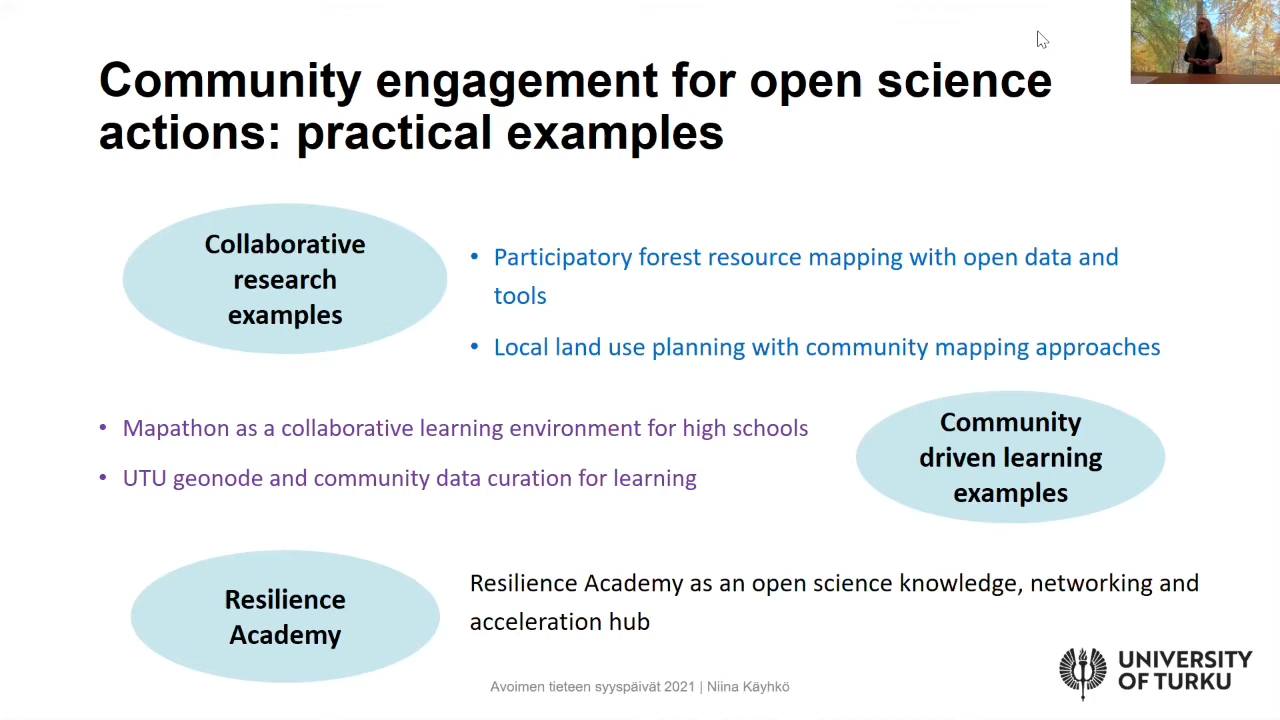 Community engagement for open science
actions: practical examples
Collaborative
research
examples
• Participatory forest resource mapping with open data and
tools
• Local land use planning with community mapping approaches
• Mapathon as a collaborative learning environment for high schools
• UTU geonode and community data curation for learning
Community
driven learning
examples
Resilience
Academy
Resilience Academy as an open science knowledge, networking and
acceleration hub
Avoimen tieteen syyspäivät 2021 | Niina Käyhkö
UNIVERSITY
OF TURKU